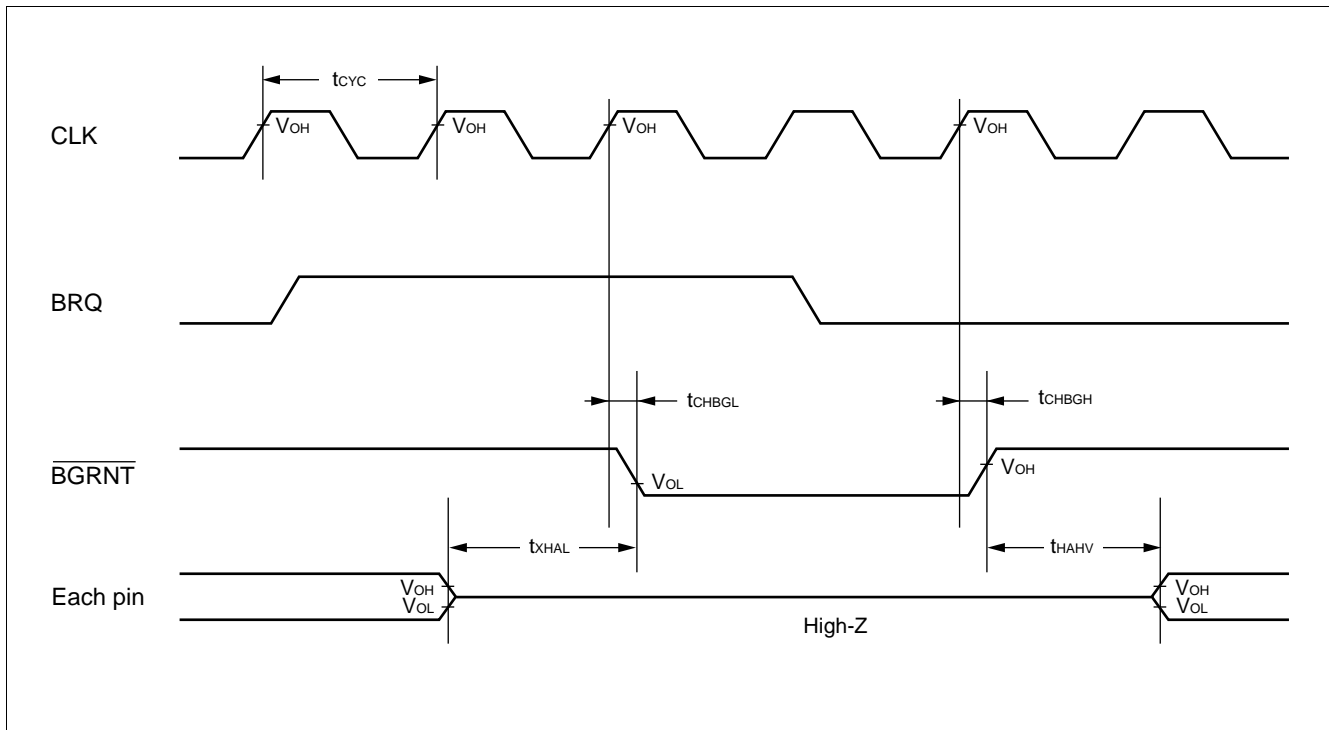 tCYC
CLK
VOH
VOH
VOH
VOH
BRQ
tCHBGL
tCHBGH
BGRNT
VOL
VOH
tXHAL
tHAHV
Each pin
VOH
VOL
High-Z
VOH
VOL